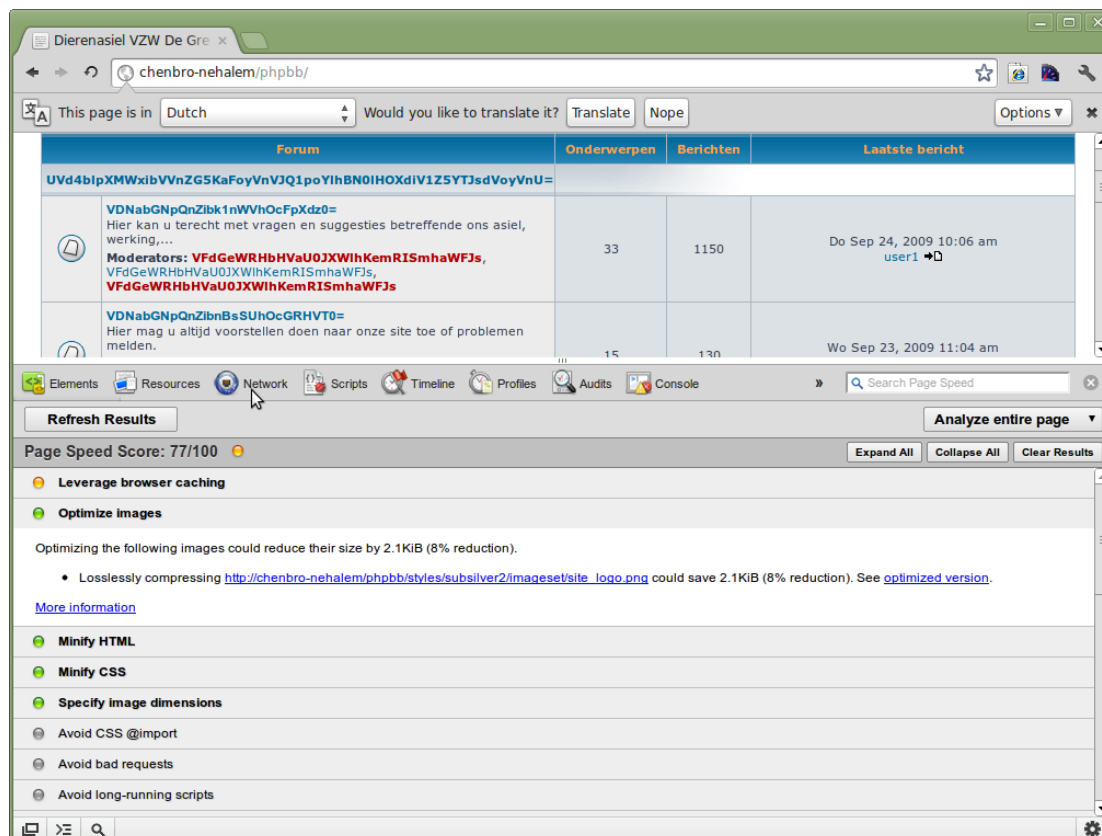 Dierenasiel VZW De Gre
chenbro-nehalem/phpbb/
This page is in Dutch Would you like to translate it? Translate Nope Options
Forum Onderwerpen Berichten Laatste bericht
UVd4blpXMWxibVVnZG5KaFoyVnVJQ1poYlhBN0lHOXdiV1Z5YTJsdVoyVnU=
VDNabGNpQnZibk1nWVhOcFpXdz0=
Hier kan u terecht met vragen en suggesties betreffende ons asiel,
werking,...
Moderators: VFdGeWRHbHVaU0JXWlhKemRISmhaWFJs,
VFdGeWRHbHVaU0JXWlhKemRISmhaWFJs,
VFdGeWRHbHVaU0JXWlhKemRISmhaWFJs
33 1150
Do Sep 24, 2009 10:06 am
user1
VDNabGNpQnZibnBsSUhOcGRHVT0=
Hier mag u altijd voorstellen doen naar onze site toe of problemen
melden.
15 130
Wo Sep 23, 2009 11:04 am
Elements Resources Network Scripts Timeline Profiles Audits Console » Search Page Speed
Refresh Results Analyze entire page
Page Speed Score: 77/100 Expand All Collapse All Clear Results
Leverage browser caching
Optimize images
Optimizing the following images could reduce their size by 2.1KiB (8% reduction).
• Losslessly compressing http://chenbro-nehalem/phpbb/styles/subsilver2/imageset/site_logo.png could save 2.1KiB (8% reduction). See optimized version.
More information
Minify HTML
Minify CSS
Specify image dimensions
Avoid CSS @import
Avoid bad requests
Avoid long-running scripts